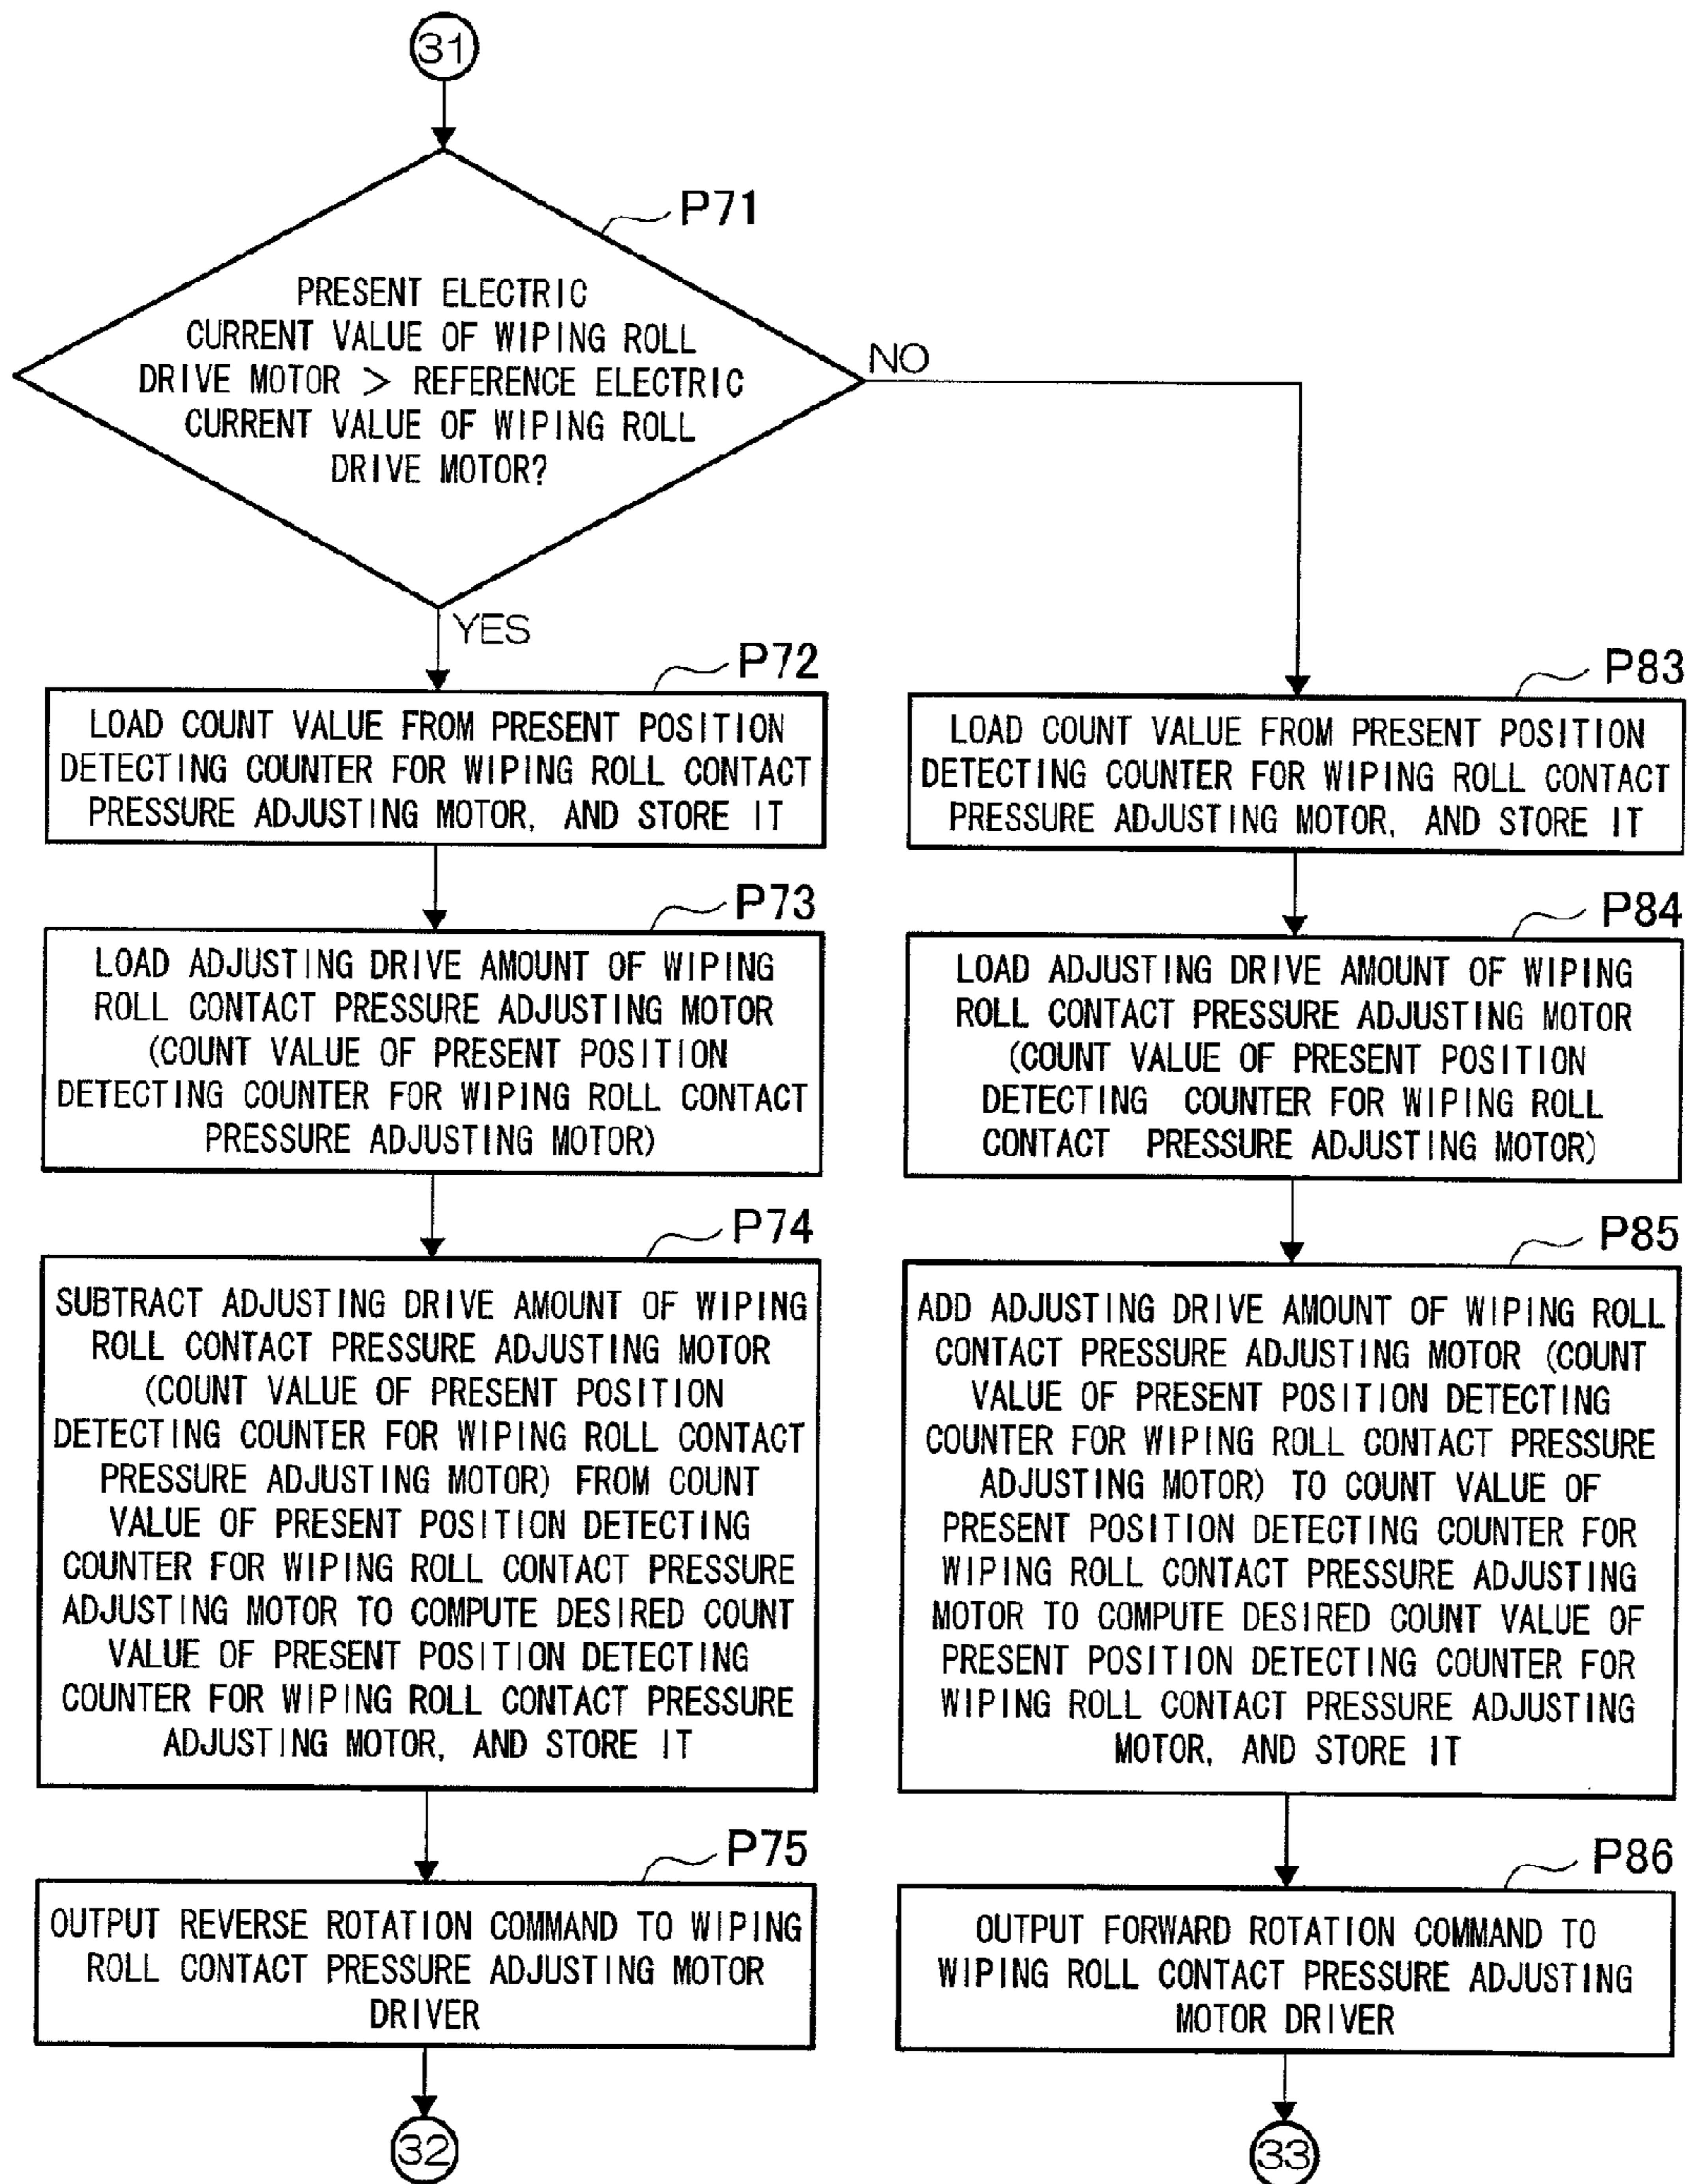 31
P71
PRESENT ELECTRIC
CURRENT VALUE OF WIPING ROLL
DRIVE MOTOR > REFERENCE ELECTRIC
CURRENT VALUE OF WIPING ROLL
DRIVE MOTOR?
NO
YES
P72
LOAD COUNT VALUE FROM PRESENT POSITION
DETECTING COUNTER FOR WIPING ROLL CONTACT
PRESSURE ADJUSTING MOTOR, AND STORE IT
P73
LOAD ADJUSTING DRIVE AMOUNT OF WIPING
ROLL CONTACT PRESSURE ADJUSTING MOTOR
(COUNT VALUE OF PRESENT POSITION
DETECTING COUNTER FOR WIPING ROLL CONTACT
PRESSURE ADJUSTING MOTOR)
P74
SUBTRACT ADJUSTING DRIVE AMOUNT OF WIPING
ROLL CONTACT PRESSURE ADJUSTING MOTOR
(COUNT VALUE OF PRESENT POSITION
DETECTING COUNTER FOR WIPING ROLL CONTACT
PRESSURE ADJUSTING MOTOR) FROM COUNT
VALUE OF PRESENT POSITION DETECTING
COUNTER FOR WIPING ROLL CONTACT PRESSURE
ADJUSTING MOTOR TO COMPUTE DESIRED COUNT
VALUE OF PRESENT POSITION DETECTING
COUNTER FOR WIPING ROLL CONTACT PRESSURE
ADJUSTING MOTOR, AND STORE IT
P75
OUTPUT REVERSE ROTATION COMMAND TO WIPING
ROLL CONTACT PRESSURE ADJUSTING MOTOR
DRIVER
32
P83
LOAD COUNT VALUE FROM PRESENT POSITION
DETECTING COUNTER FOR WIPING ROLL CONTACT
PRESSURE ADJUSTING MOTOR, AND STORE IT
P84
LOAD ADJUSTING DRIVE AMOUNT OF WIPING
ROLL CONTACT PRESSURE ADJUSTING MOTOR
(COUNT VALUE OF PRESENT POSITION
DETECTING COUNTER FOR WIPING ROLL
CONTACT PRESSURE ADJUSTING MOTOR)
P85
ADD ADJUSTING DRIVE AMOUNT OF WIPING ROLL
CONTACT PRESSURE ADJUSTING MOTOR (COUNT
VALUE OF PRESENT POSITION DETECTING
COUNTER FOR WIPING ROLL CONTACT PRESSURE
ADJUSTING MOTOR) TO COUNT VALUE OF
PRESENT POSITION DETECTING COUNTER FOR
WIPING ROLL CONTACT PRESSURE ADJUSTING
MOTOR TO COMPUTE DESIRED COUNT VALUE OF
PRESENT POSITION DETECTING COUNTER FOR
WIPING ROLL CONTACT PRESSURE ADJUSTING
MOTOR, AND STORE IT
P86
OUTPUT FORWARD ROTATION COMMAND TO
WIPING ROLL CONTACT PRESSURE ADJUSTING
MOTOR DRIVER
33